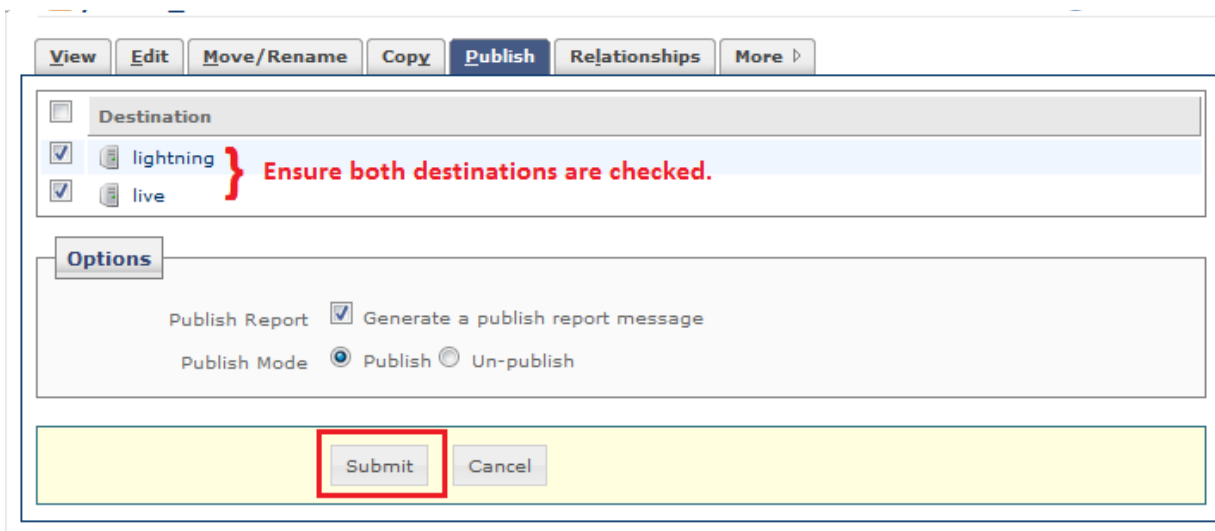 View Edit Move/Rename Copy Publish Relationships More
Destination
lightning
Ensure both destinations are checked.
live
Options
Publish Report Generate a publish report message
Publish Mode Publish Un-publish
Submit Cancel